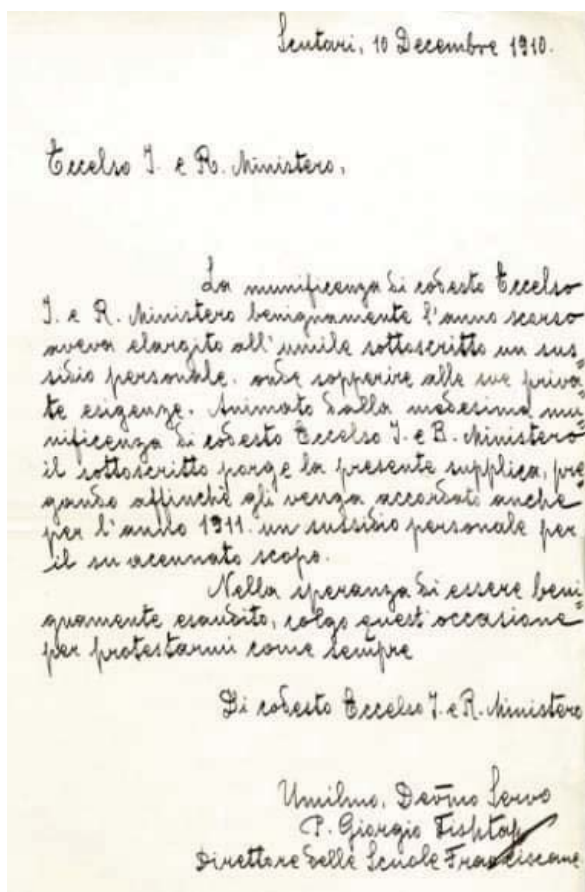 Scutari, 10 Decembre 1910.
Eccelso I. e R. Ministero,
La munificenza di codesto Eccelso
I. e R. Ministero benignamente l'anno scorso
aveva elargito all'umile sottoscritto un sus=
sidio personale, onde sopperire alle sue priva=
te esigenze. Animato dalla medesima mu=
nificenza di codesto Eccelso I. e R. Ministero
il sottoscritto porge la presente supplica, pre
gando affinchè gli venga accordato anche
per l'anno 1911. un sussidio personale per
il su acennato scopo.
Nella speranza di essere beni=
gnamente esaudito, colgo quest'occasione
per protestarmi come sempre
Di codesto Eccelso I. e R. Ministero
Umilmo, Devmo Servo
P. Giorgio Fishta
Direttore delle Scuole Francescane